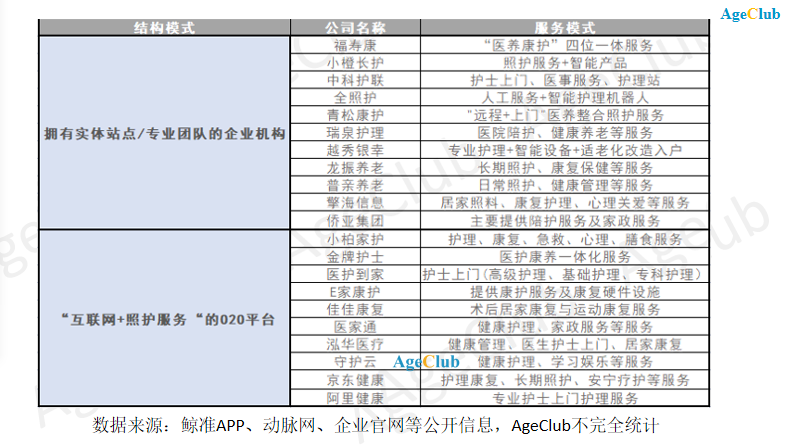 AgeClub
结构模式 公司名称 服务模式
拥有实体站点/专业团队的企业机构
福寿康 “医养康护”四位一体服务
小橙长护 照护服务+智能产品
中科护联 护士上门、医事服务、护理站
全照护 人工服务+智能护理机器人
青松康护 "远程+上门"医养整合照护服务
瑞泉护理 医院陪护、健康养老等服务
越秀银幸 专业护理+智能设备+适老化改造入户
龙振养老 长期照护、康复保健等服务
普亲养老 日常照护、健康管理等服务
擎海信息 居家照料、康复护理、心理关爱等服务
侨亚集团 主要提供陪护服务及家政服务
“互联网+照护服务“的O2O平台
小柏家护 护理、康复、急救、心理、膳食服务
金牌护士 医护康养一体化服务
医护到家 护士上门(高级护理、基础护理、专科护理)
E家康护 提供康护服务及康复硬件设施
佳佳康复 术后居家康复与运动康复服务
医家通 健康护理、家政服务等服务
泓华医疗 健康管理、医生护士上门、居家康复
守护云 健康护理、学习娱乐等服务
AgeClub
京东健康 护理康复、长期照护、安宁疗护等服务
阿里健康 专业护士上门护理服务
数据来源：鲸准APP、动脉网、企业官网等公开信息，AgeClub不完全统计